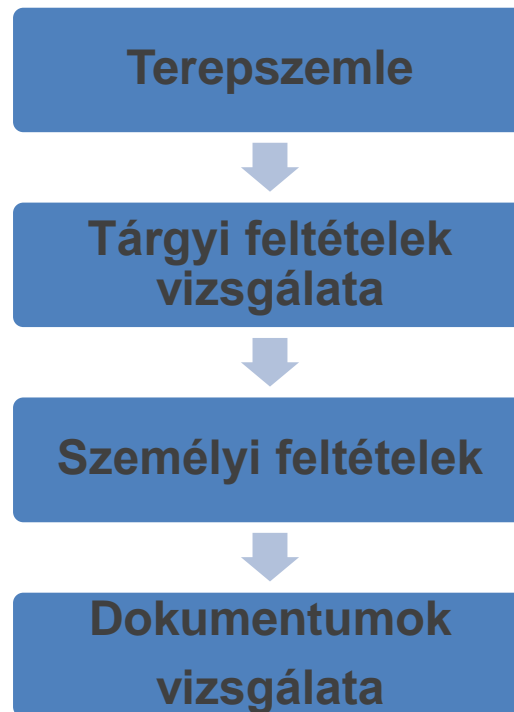 Terepszemle
Tárgyi feltételek
vizsgálata
Személyi feltételek
Dokumentumok
vizsgálata